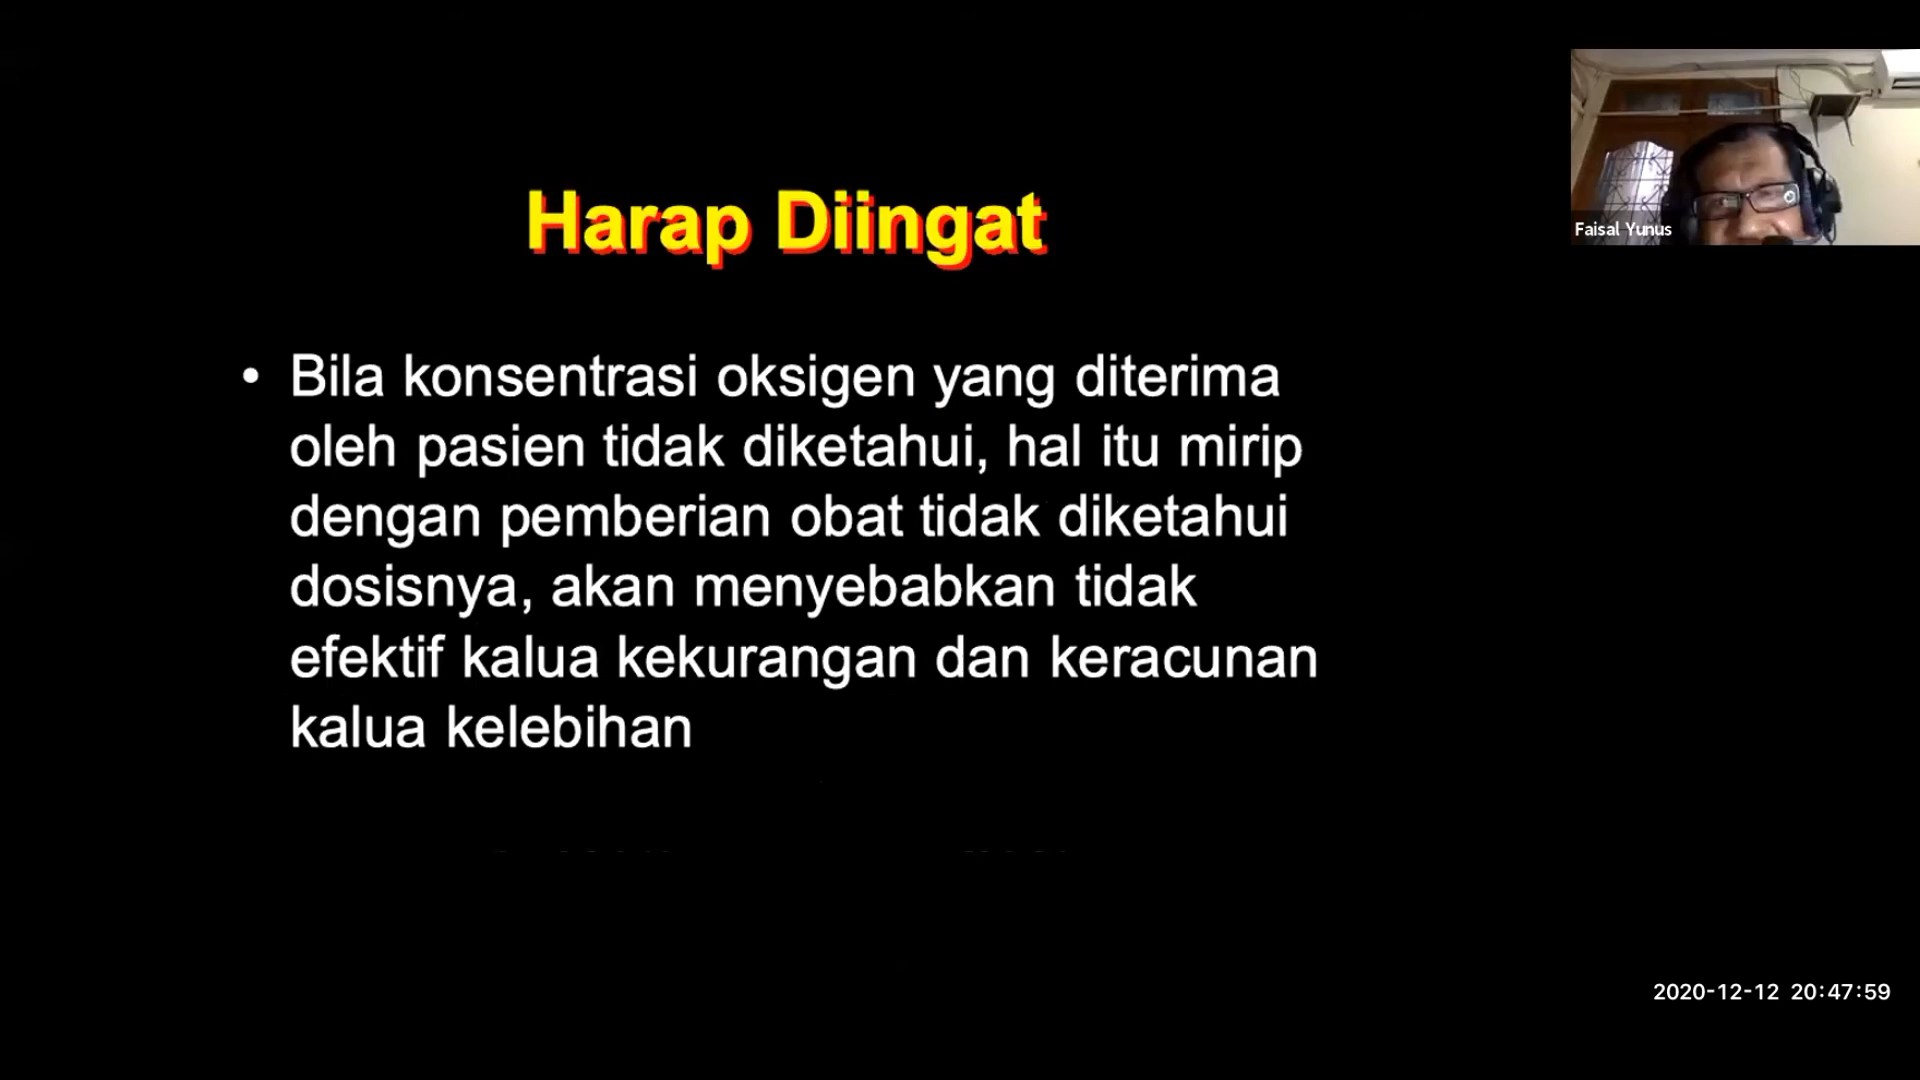 Harap Diingat
Faisal Yunus
• Bila konsentrasi oksigen yang diterima
oleh pasien tidak diketahui, hal itu mirip
dengan pemberian obat tidak diketahui
dosisnya, akan menyebabkan tidak
efektif kalua kekurangan dan keracunan
kalua kelebihan
2020-12-12 20:47:59